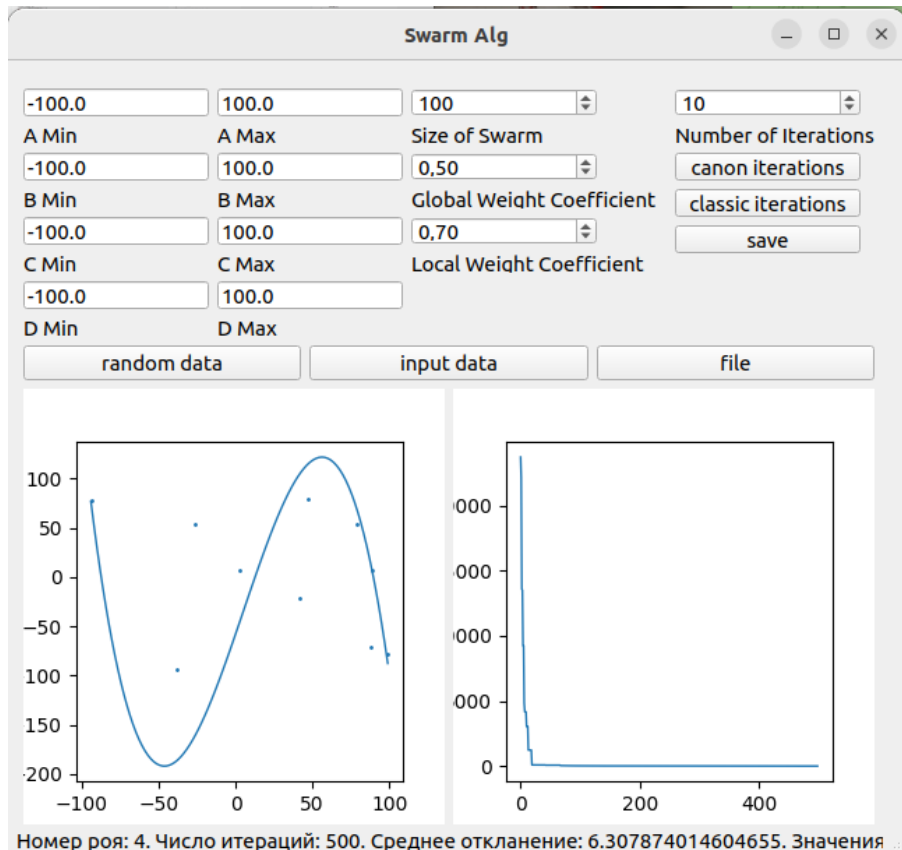 Swarm Alg
-100.0 100.0 100 10
A Min A Max Size of Swarm Number of Iterations
-100.0 100.0 0,50 canon iterations
B Min B Max Global Weight Coefficient classic iterations
-100.0 100.0 0,70 save
C Min C Max Local Weight Coefficient
-100.0 100.0
D Min D Max
random data input data file
100
50
0
−50
100
150
200
−100 −50 0 50 100
0000
5000
0000
5000
0
0 200 400
Номер роя: 4. Число итераций: 500. Среднее откланение: 6.307874014604655. Значения